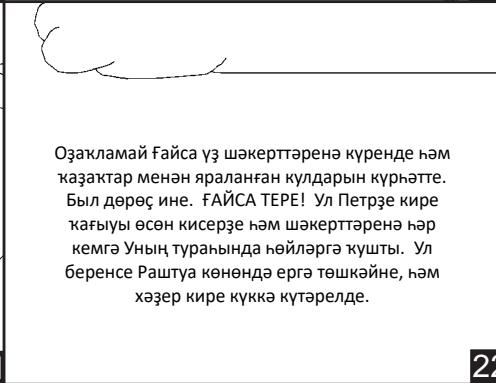 Оҙаҡламай Ғайса үҙ шәкерттәренә күренде һәм
ҡаҙаҡтар менән яраланған кулдарын күрһәтте.
Был дөрөҫ ине.  ҒАЙСА ТЕРЕ!  Ул Петрҙе кире
ҡағыуы өсөн кисерҙе һәм шәкерттәренә һәр
кемгә Уның тураһында һөйләргә ҡушты.  Ул
беренсе Раштуа көнөндә ергә төшкәйне, һәм
хәҙер кире күккә күтәрелде.
22